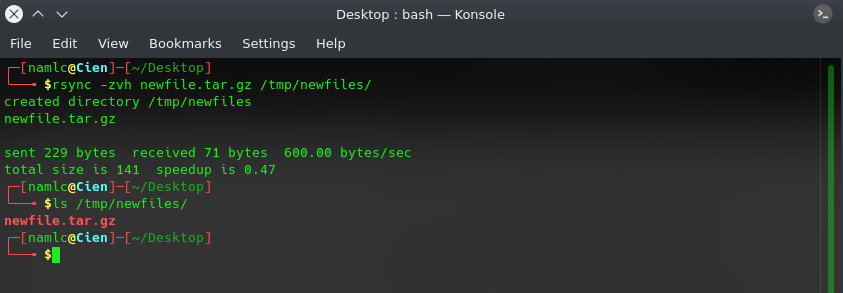 Desktop : bash — Konsole
File Edit View Bookmarks Settings Help
┌─[namlc@Cien]─[~/Desktop]
└──╼ $rsync -zvh newfile.tar.gz /tmp/newfiles/
created directory /tmp/newfiles
newfile.tar.gz

sent 229 bytes  received 71 bytes  600.00 bytes/sec
total size is 141  speedup is 0.47
┌─[namlc@Cien]─[~/Desktop]
└──╼ $ls /tmp/newfiles/
newfile.tar.gz
┌─[namlc@Cien]─[~/Desktop]
└──╼ $